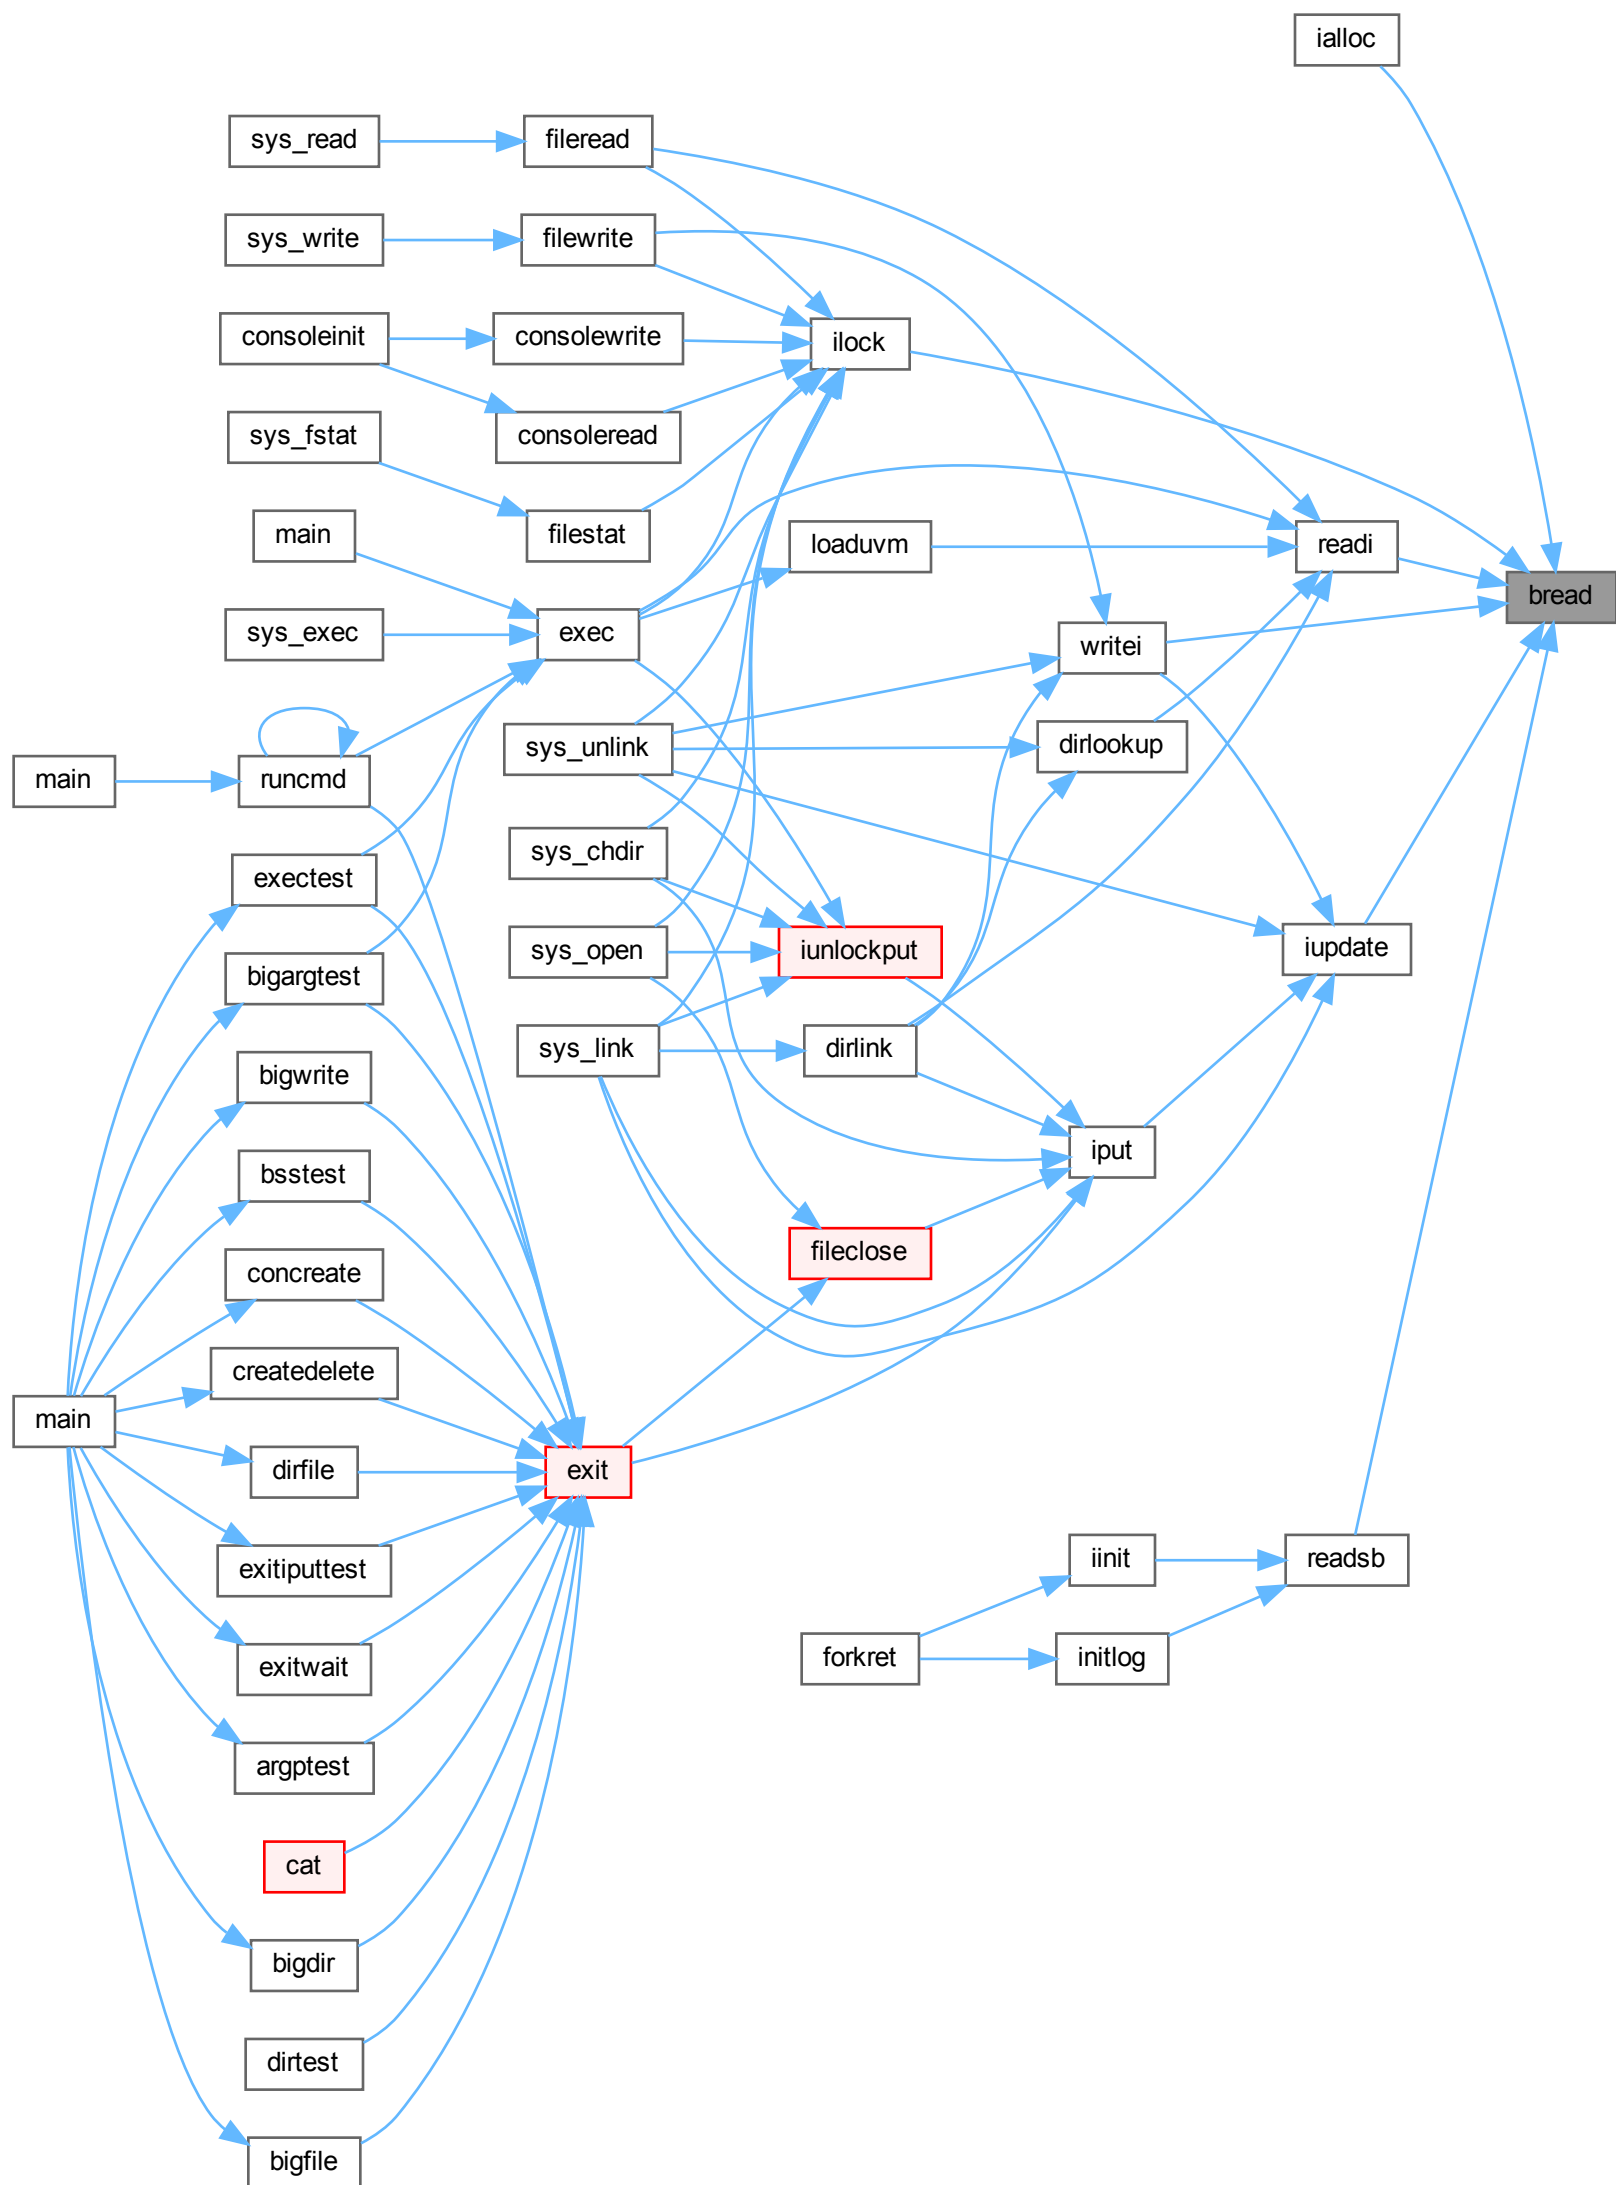 ialloc
sys_read
fileread
sys_write
filewrite
consoleinit
consolewrite
ilock
sys_fstat
consoleread
main
filestat
loaduvm
readi
bread
sys_exec
exec
writei
sys_unlink
dirlookup
main
runcmd
sys_chdir
exectest
sys_open
iunlockput
iupdate
bigargtest
sys_link
dirlink
bigwrite
iput
bsstest
fileclose
concreate
createdelete
main
dirfile
exit
exitiputtest
iinit
readsb
exitwait
forkret
initlog
argptest
cat
bigdir
dirtest
bigfile